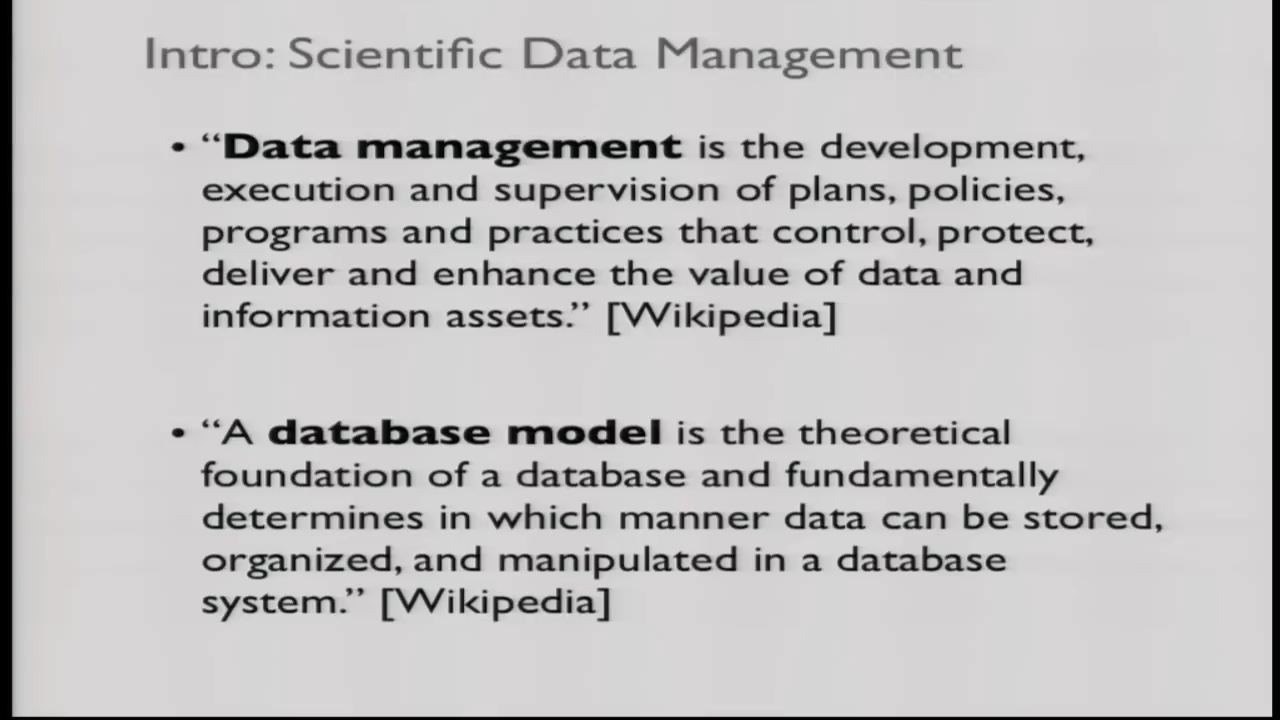 Intro: Scientific Data Management
• “Data management is the development,
execution and supervision of plans, policies,
programs and practices that control, protect,
deliver and enhance the value of data and
information assets.” [Wikipedia]
• “A database model is the theoretical
foundation of a database and fundamentally
determines in which manner data can be stored,
organized, and manipulated in a database
system.” [Wikipedia]